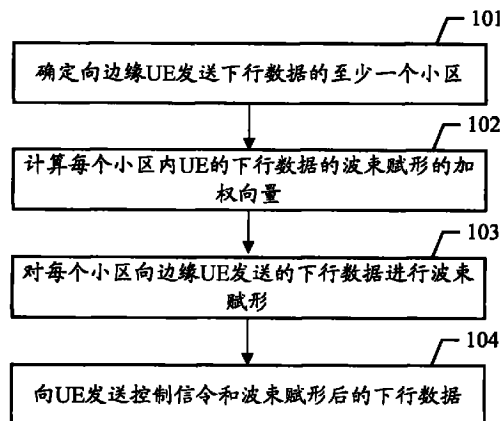 101
确定向边缘UE发送下行数据的至少一个小区
102
计算每个小区内UE的下行数据的波束赋形的加
权向量
103
对每个小区向边缘UE发送的下行数据进行波束
赋形
104
向UE发送控制信令和波束赋形后的下行数据